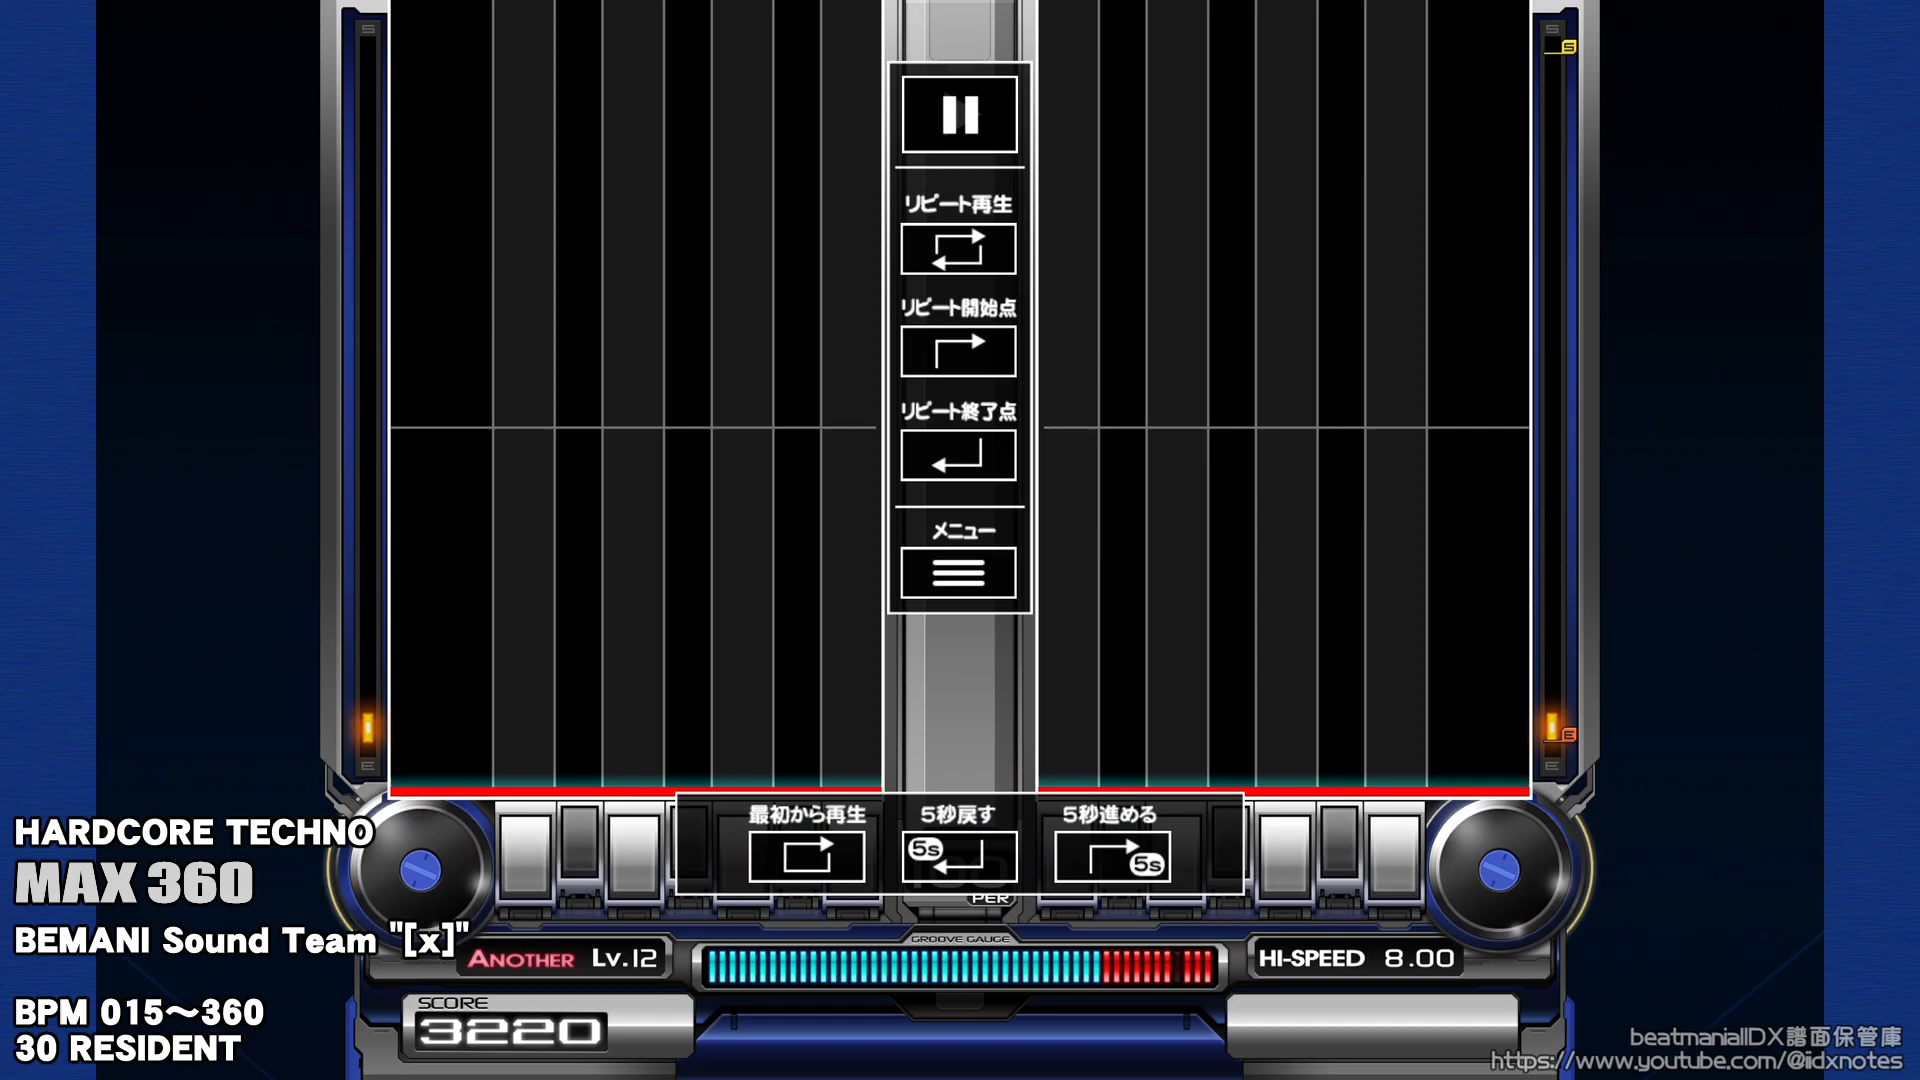 S
S
S
リピート再生
リピート開始点
リピート終了点
メニュー
E
E
E
最初から再生
5秒戻す
5秒進める
5s
5s
PER
HARDCORE TECHNO
MAX 360
BEMANI Sound Team "[x]"
BPM 015～360
30 RESIDENT
GROOVE GAUGE
ANOTHER Lv.12
HI-SPEED 8.00
SCORE
3220
beatmaniaIIDX譜面保管庫
https://www.youtube.com/@iidxnotes